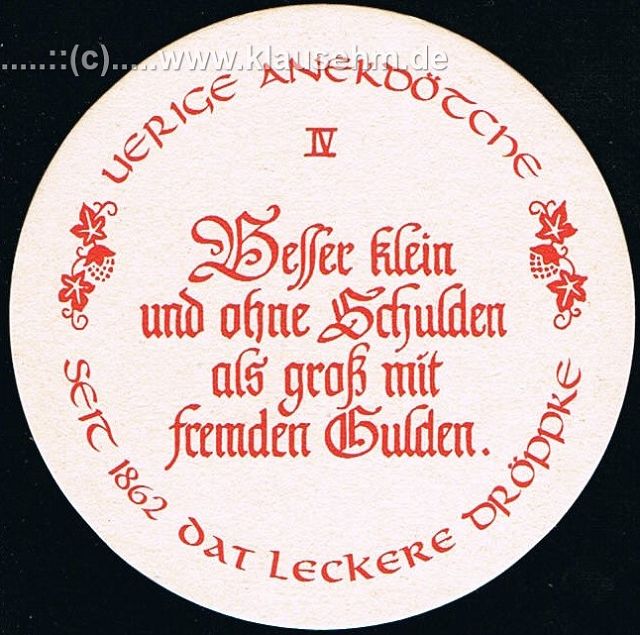 .....::(c).....www.klausehm.de
UERIGE ANEKDÖTCHE
IV
Besser klein
und ohne Schulden
als groß mit
fremden Gulden.
SEIT 1862 DAT LECKERE DRÖPPKE